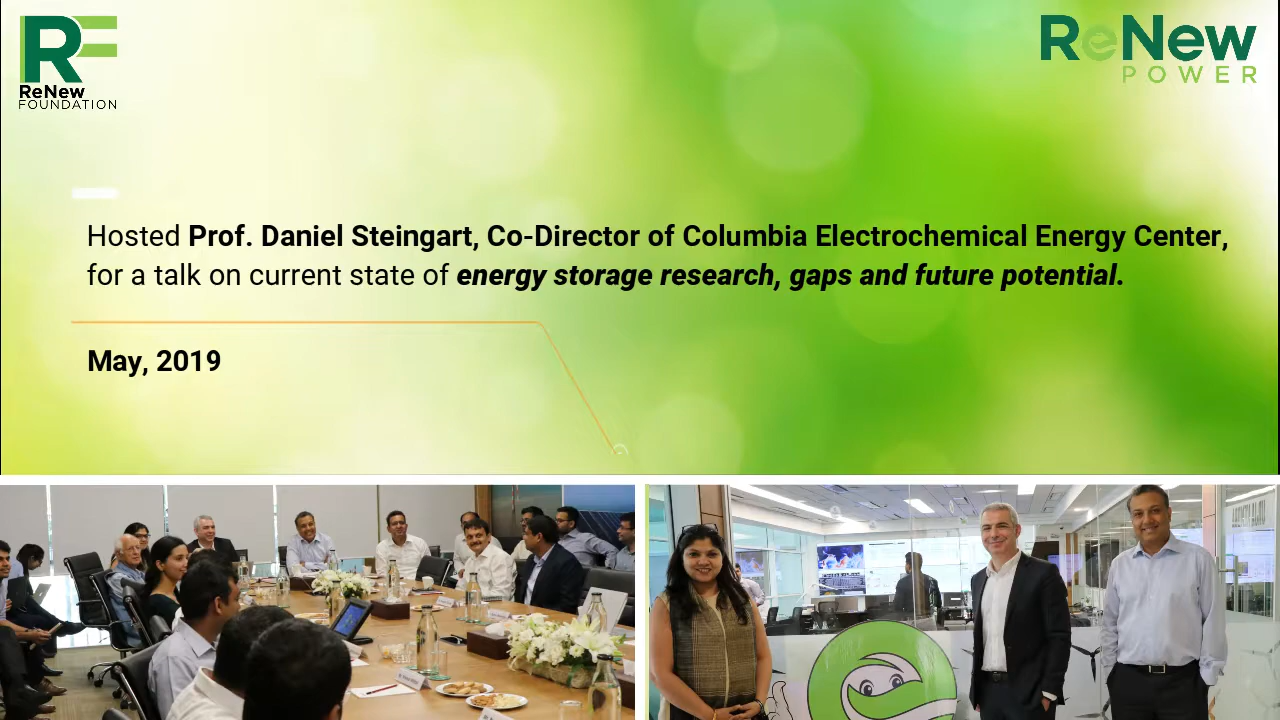 ReNew
FOUNDATION
ReNew
POWER
Hosted Prof. Daniel Steingart, Co-Director of Columbia Electrochemical Energy Center,
for a talk on current state of energy storage research, gaps and future potential.
May, 2019